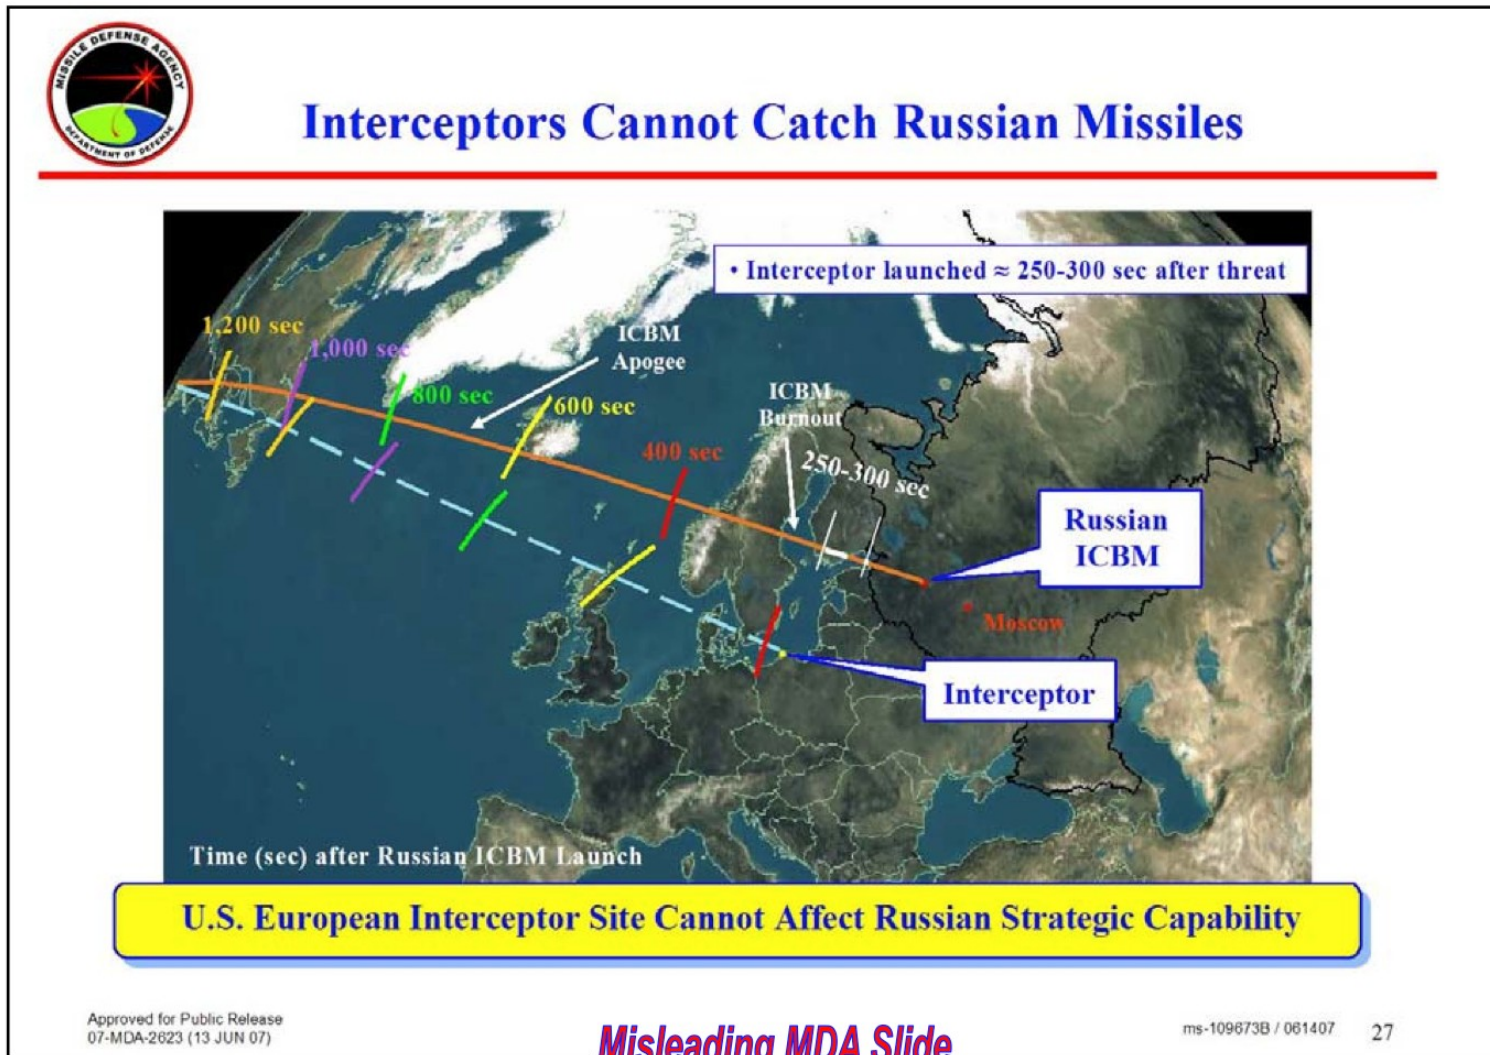 MISSILE DEFENSE AGENCY
DEPARTMENT OF DEFENSE
Interceptors Cannot Catch Russian Missiles
• Interceptor launched ≈ 250-300 sec after threat
1,200 sec
1,000 sec
ICBM
Apogee
800 sec
600 sec
ICBM
Burnout
400 sec
250-300 sec
Russian
ICBM
Moscow
Interceptor
Time (sec) after Russian ICBM Launch
U.S. European Interceptor Site Cannot Affect Russian Strategic Capability
Approved for Public Release
07-MDA-2623 (13 JUN 07)
Misleading MDA Slide
ms-109673B / 061407 27